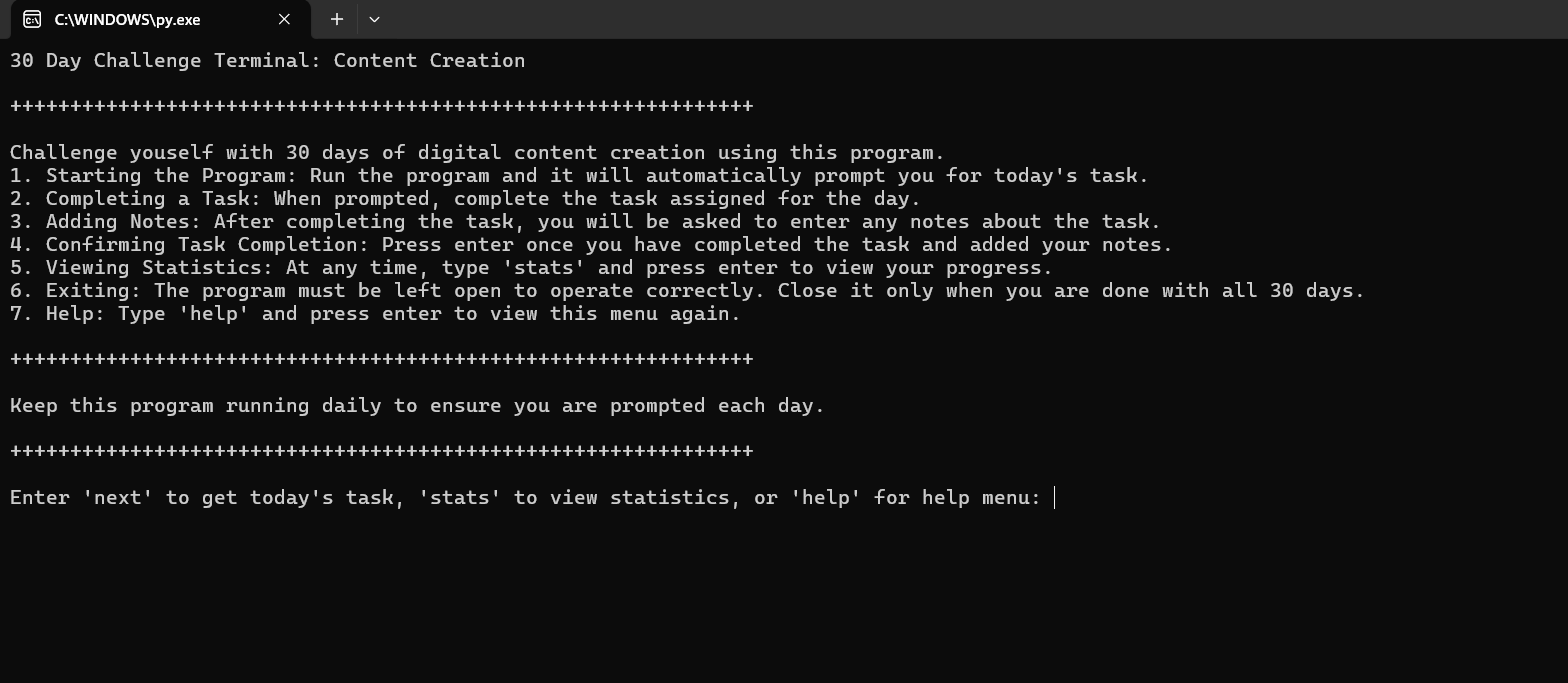 C:\WINDOWS\py.exe
30 Day Challenge Terminal: Content Creation
++++++++++++++++++++++++++++++++++++++++++++++++++++++++++++++
Challenge youself with 30 days of digital content creation using this program.
1. Starting the Program: Run the program and it will automatically prompt you for today's task.
2. Completing a Task: When prompted, complete the task assigned for the day.
3. Adding Notes: After completing the task, you will be asked to enter any notes about the task.
4. Confirming Task Completion: Press enter once you have completed the task and added your notes.
5. Viewing Statistics: At any time, type 'stats' and press enter to view your progress.
6. Exiting: The program must be left open to operate correctly. Close it only when you are done with all 30 days.
7. Help: Type 'help' and press enter to view this menu again.
++++++++++++++++++++++++++++++++++++++++++++++++++++++++++++++
Keep this program running daily to ensure you are prompted each day.
++++++++++++++++++++++++++++++++++++++++++++++++++++++++++++++
Enter 'next' to get today's task, 'stats' to view statistics, or 'help' for help menu: